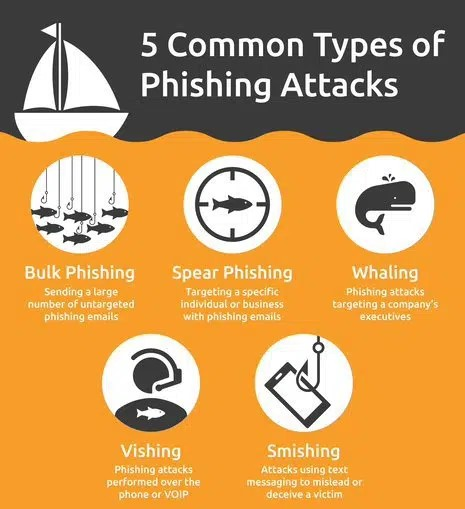 5 Common Types of
Phishing Attacks
Bulk Phishing
Sending a large
number of untargeted
phishing emails
Spear Phishing
Targeting a specific
individual or business
with phishing emails
Whaling
Phishing attacks
targeting a company's
executives
Vishing
Phishing attacks
performed over the
phone or VOIP
Smishing
Attacks using text
messaging to mislead or
deceive a victim